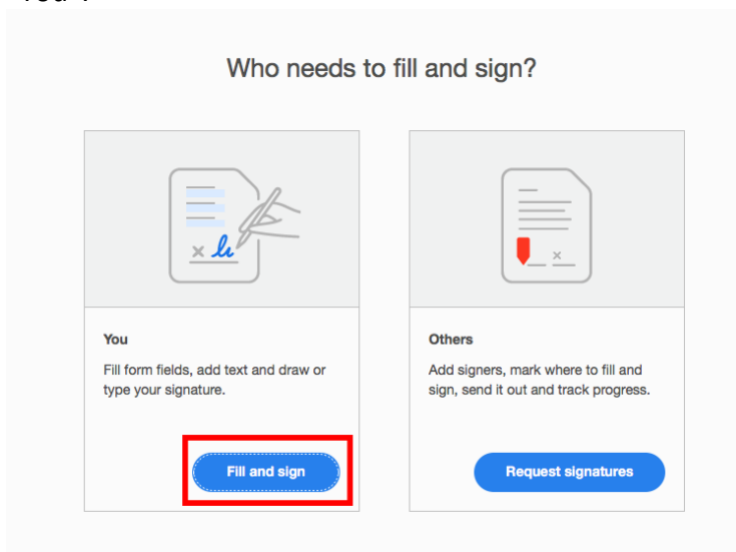 Who needs to fill and sign?
You
Fill form fields, add text and draw or
type your signature.
Fill and sign
Others
Add signers, mark where to fill and
sign, send it out and track progress.
Request signatures